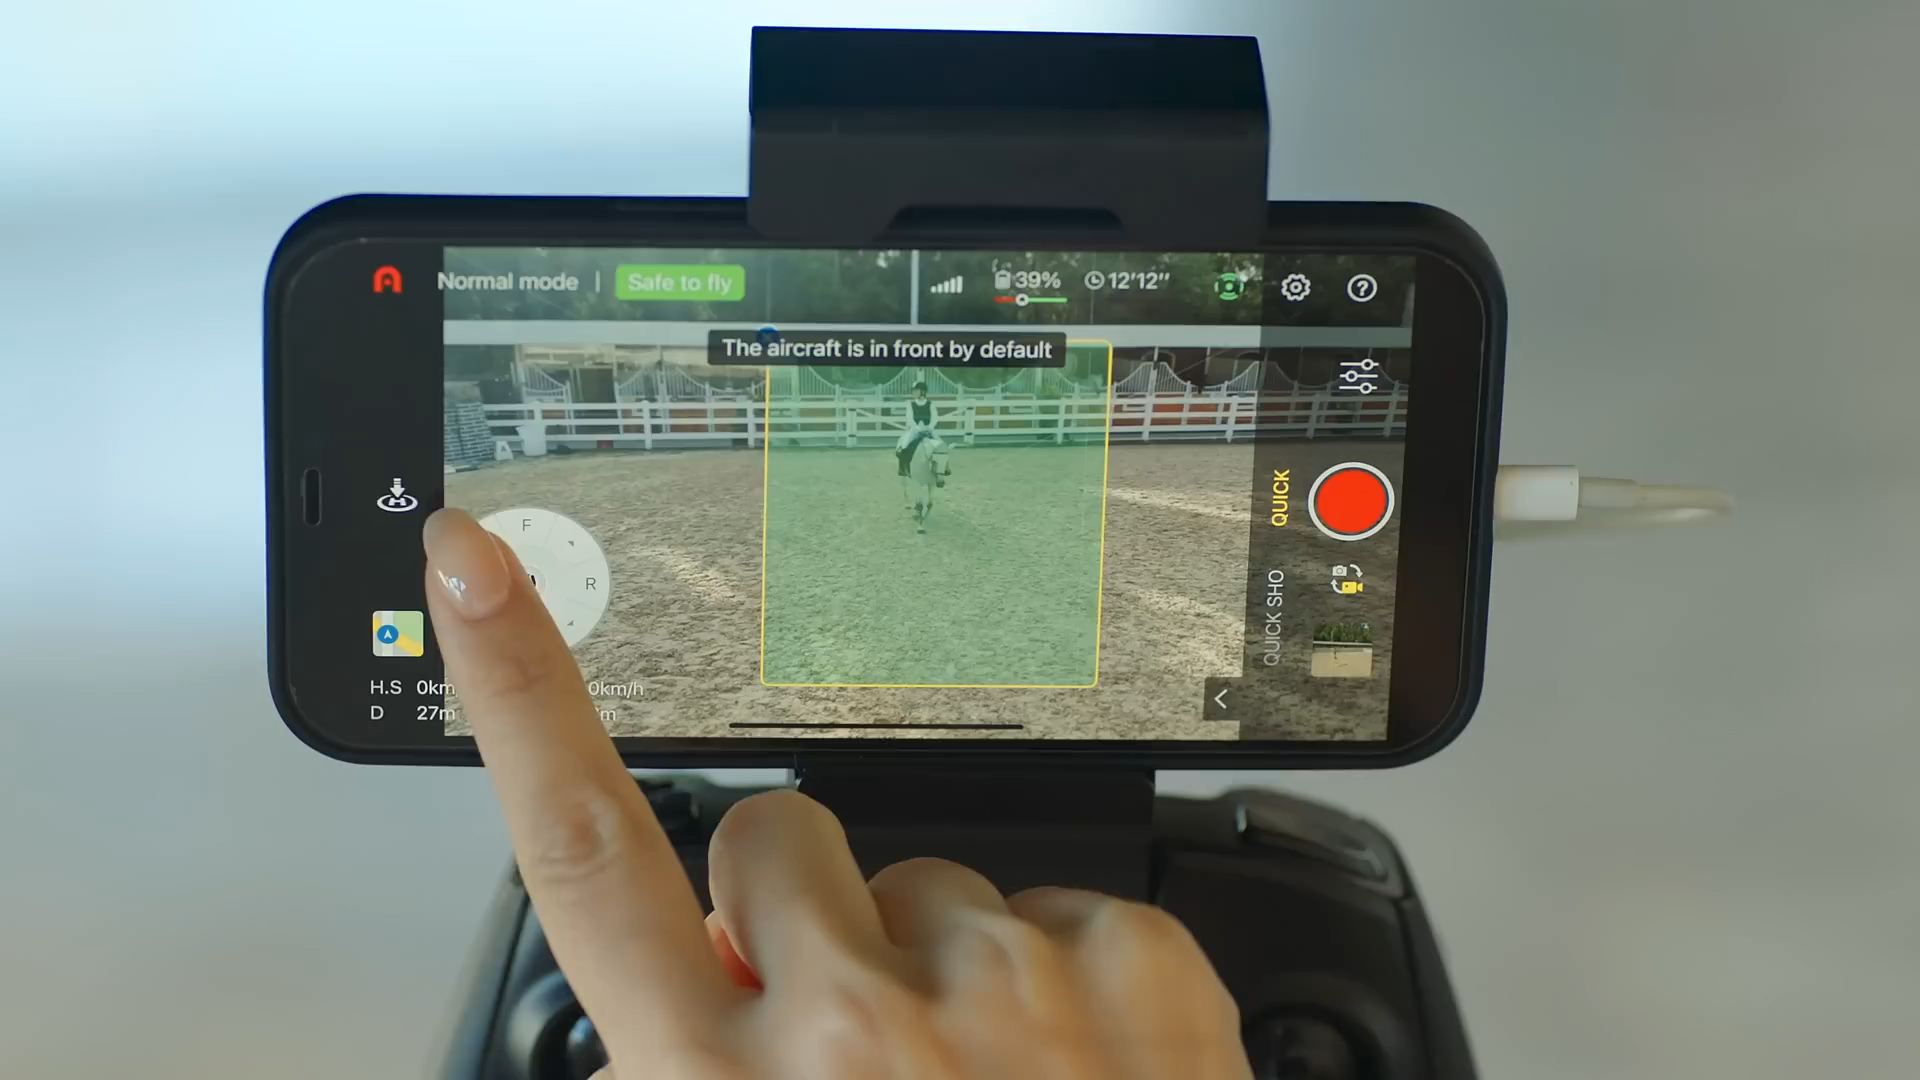 Normal mode | Safe to fly
39%
12'12"
The aircraft is in front by default
F
R
QUICK
QUICK SHO
H.S 0km
0km/h
D 27m
m
A